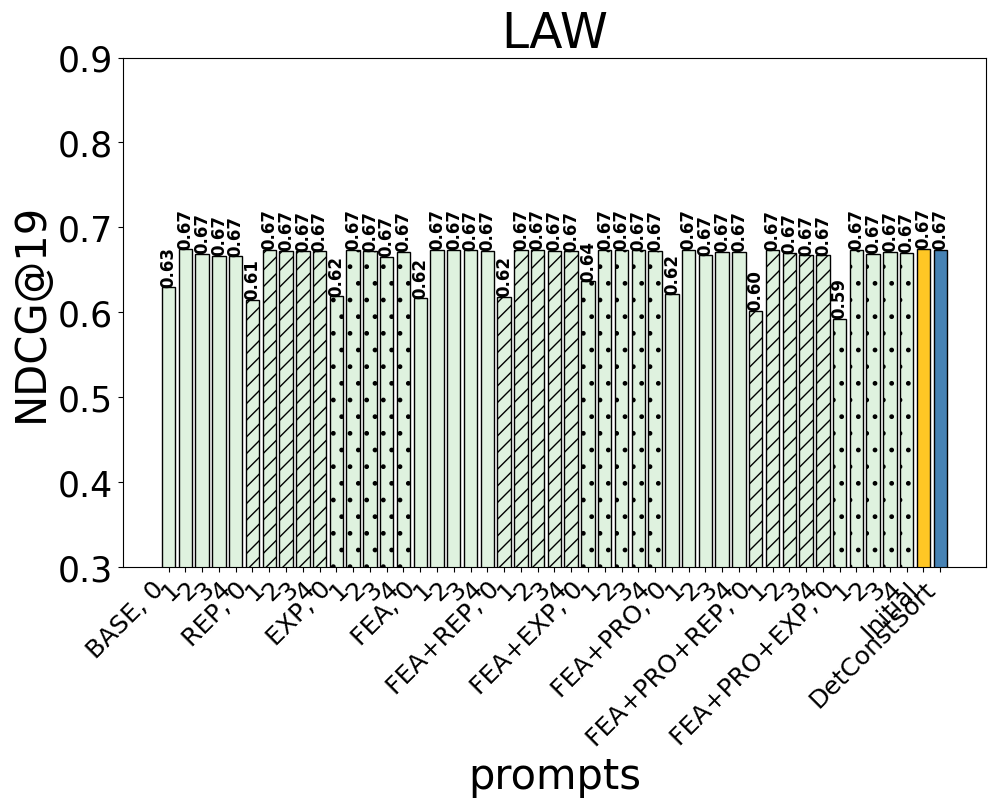 LAW
0.9
0.8
0.7
0.6
0.5
0.4
0.3
NDCG@19
0.63 0.67 0.67 0.67 0.67
0.61 0.67 0.67 0.67 0.67
0.62 0.67 0.67 0.67 0.67
0.62 0.67 0.67 0.67 0.67
0.62 0.67 0.67 0.67 0.67
0.64 0.67 0.67 0.67 0.67
0.62 0.67 0.67 0.67 0.67
0.60 0.67 0.67 0.67 0.67
0.59 0.67 0.67 0.67 0.67
0.67 0.67
BASE, 0 1 2 3 4
REP, 0 1 2 3 4
EXP, 0 1 2 3 4
FEA, 0 1 2 3 4
FEA+REP, 0 1 2 3 4
FEA+EXP, 0 1 2 3 4
FEA+PRO, 0 1 2 3 4
FEA+PRO+REP, 0 1 2 3 4
FEA+PRO+EXP, 0 1 2 3 4
Initial
DetConstSort
prompts